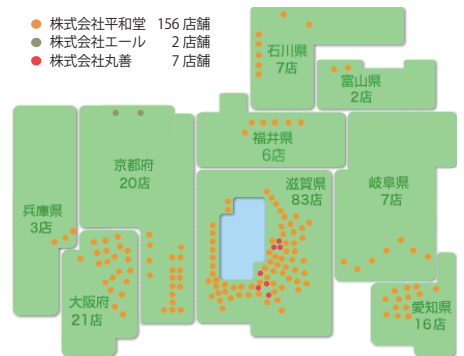 株式会社平和堂 156店舗
株式会社エール 2店舗
株式会社丸善 7店舗
石川県
7店
富山県
2店
福井県
6店
京都府
20店
滋賀県
83店
岐阜県
7店
兵庫県
3店
大阪府
21店
愛知県
16店